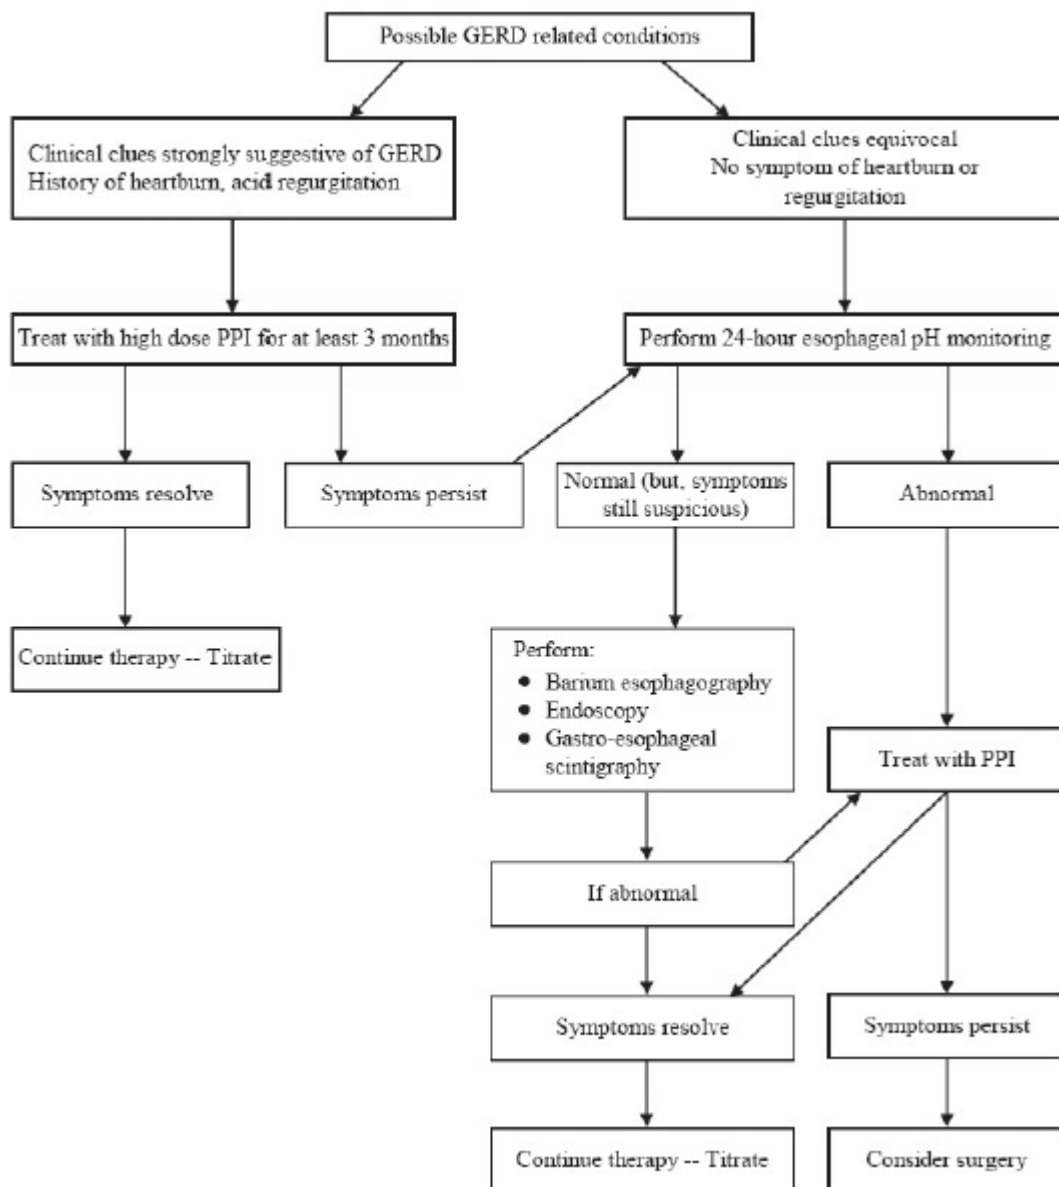 Possible GERD related conditions
Clinical clues strongly suggestive of GERD
History of heartburn, acid regurgitation
Clinical clues equivocal
No symptom of heartburn or
regurgitation
Treat with high dose PPI for at least 3 months
Perform 24-hour esophageal pH monitoring
Symptoms resolve
Symptoms persist
Normal (but, symptoms
still suspicious)
Abnormal
Continue therapy -- Titrate
Perform:
● Barium esophagography
● Endoscopy
● Gastro-esophageal
scintigraphy
Treat with PPI
If abnormal
Symptoms resolve
Symptoms persist
Continue therapy -- Titrate
Consider surgery